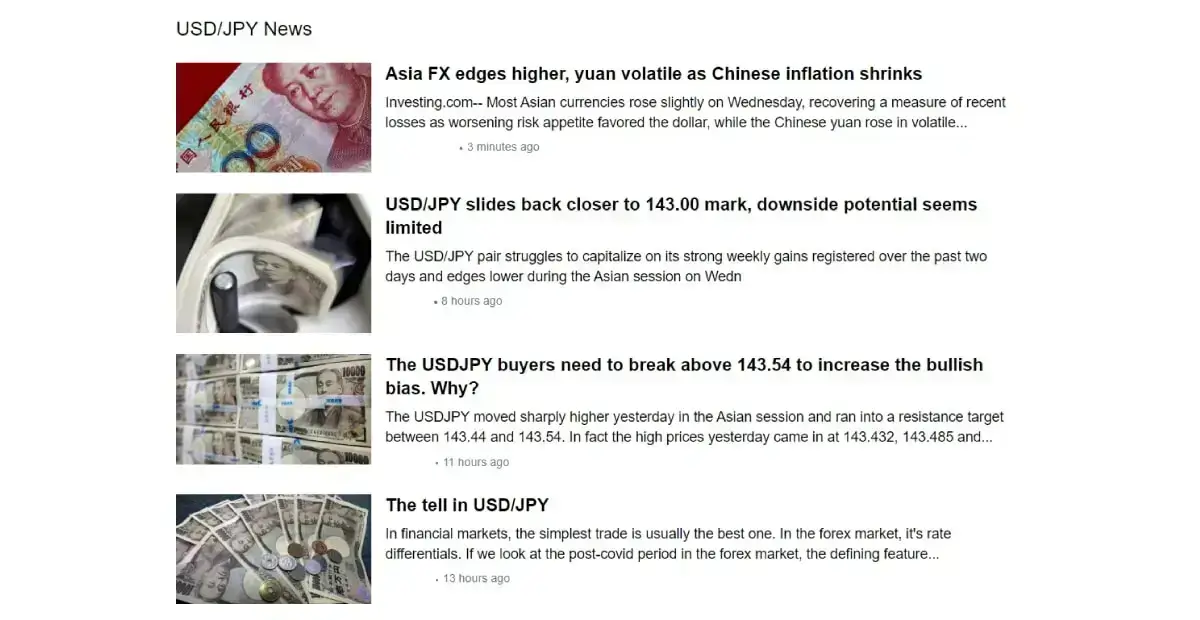 USD/JPY News
Asia FX edges higher, yuan volatile as Chinese inflation shrinks
Investing.com-- Most Asian currencies rose slightly on Wednesday, recovering a measure of recent
losses as worsening risk appetite favored the dollar, while the Chinese yuan rose in volatile...
• 3 minutes ago
USD/JPY slides back closer to 143.00 mark, downside potential seems
limited
The USD/JPY pair struggles to capitalize on its strong weekly gains registered over the past two
days and edges lower during the Asian session on Wedn
• 8 hours ago
The USDJPY buyers need to break above 143.54 to increase the bullish
bias. Why?
The USDJPY moved sharply higher yesterday in the Asian session and ran into a resistance target
between 143.44 and 143.54. In fact the high prices yesterday came in at 143.432, 143.485 and...
10000
10000
• 11 hours ago
The tell in USD/JPY
In financial markets, the simplest trade is usually the best one. In the forex market, it's rate
differentials. If we look at the post-covid period in the forex market, the defining feature...
• 13 hours ago